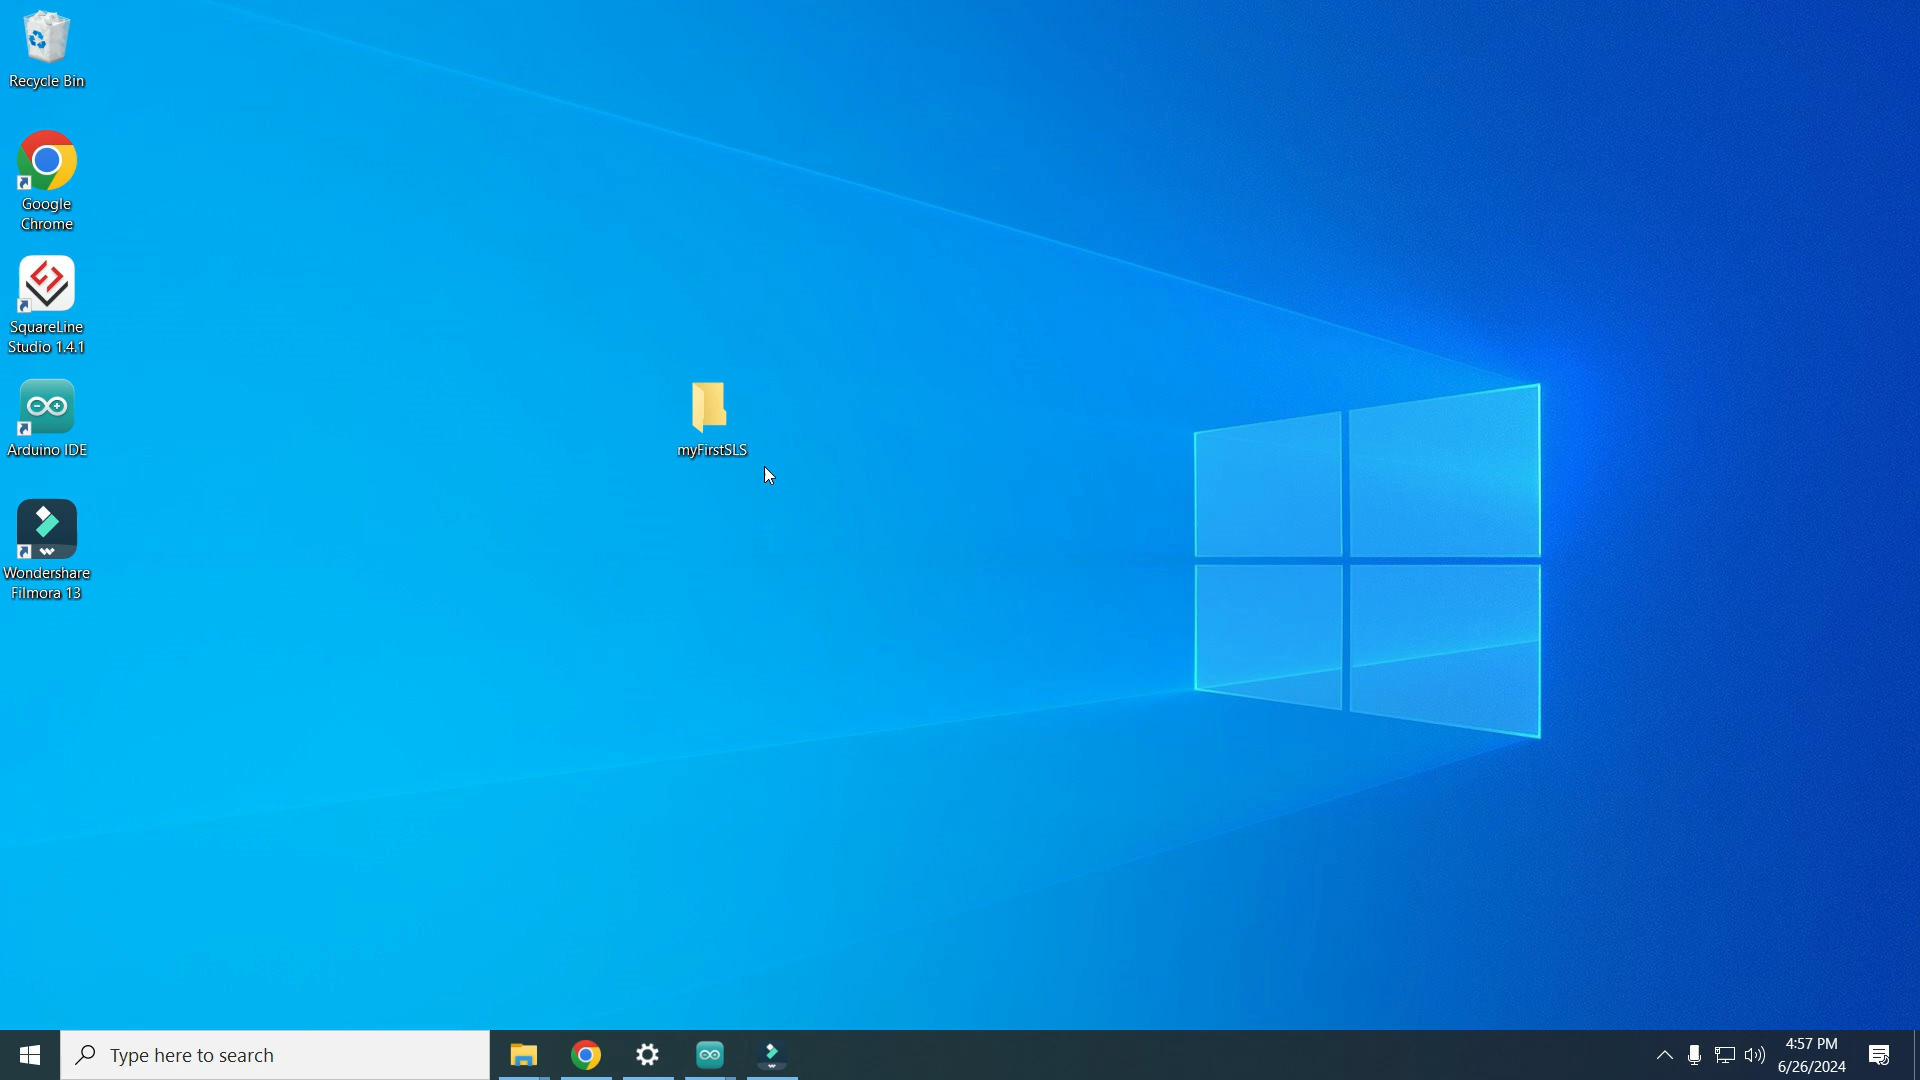 Recycle Bin
Google
Chrome
SquareLine
Studio 1.4.1
Arduino IDE
Wondershare
Filmora 13
myFirstSLS
Type here to search
4:57 PM
6/26/2024